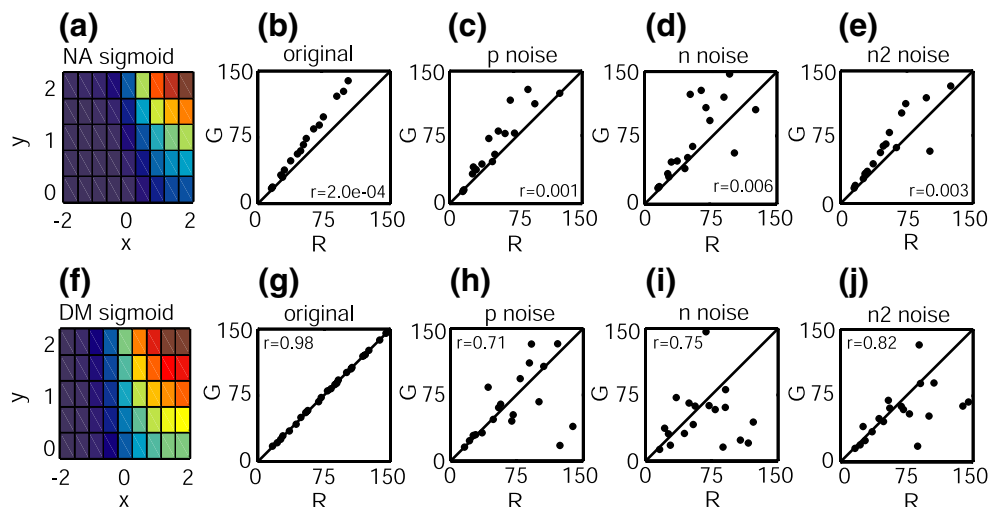 (a) (b) (c) (d) (e)
NA sigmoid original p noise n noise n2 noise
2 150 150 150 150
y 1 G 75 G 75 G 75 G 75
r=2.0e-04 r=0.001 r=0.006 r=0.003
0 0 0 0 0
-2 0 2 0 75 150 0 75 150 0 75 150 0 75 150
x R R R R
(f) (g) (h) (i) (j)
DM sigmoid original p noise n noise n2 noise
2 150 r=0.98 150 r=0.71 150 r=0.75 150 r=0.82
y 1 G 75 G 75 G 75 G 75
0 0 0 0 0
-2 0 2 0 75 150 0 75 150 0 75 150 0 75 150
x R R R R